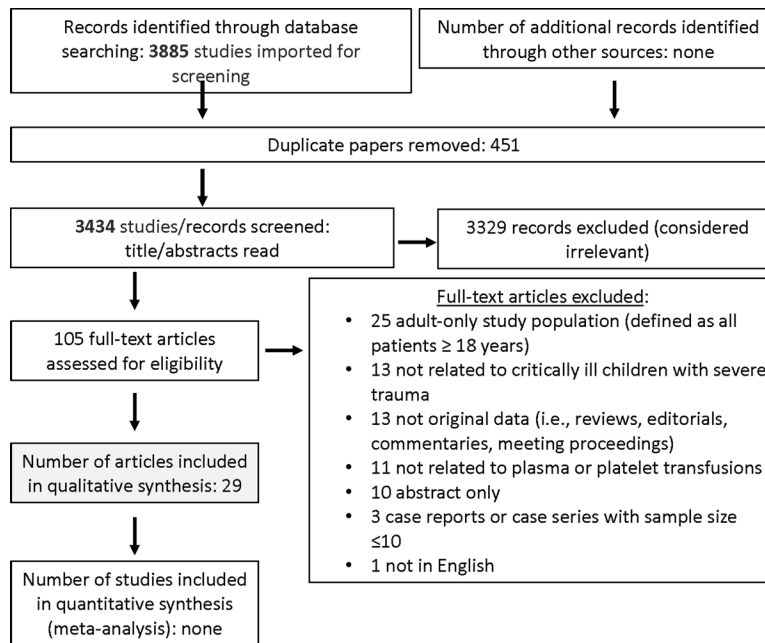 Records identified through database
searching: 3885 studies imported for
screening
Number of additional records identified
through other sources: none
Duplicate papers removed: 451
3434 studies/records screened:
title/abstracts read
3329 records excluded (considered
irrelevant)
105 full-text articles
assessed for eligibility
Full-text articles excluded:
• 25 adult-only study population (defined as all
patients ≥ 18 years)
• 13 not related to critically ill children with severe
trauma
• 13 not original data (i.e., reviews, editorials,
commentaries, meeting proceedings)
• 11 not related to plasma or platelet transfusions
• 10 abstract only
• 3 case reports or case series with sample size
≤10
• 1 not in English
Number of articles included
in qualitative synthesis: 29
Number of studies included
in quantitative synthesis
(meta-analysis): none